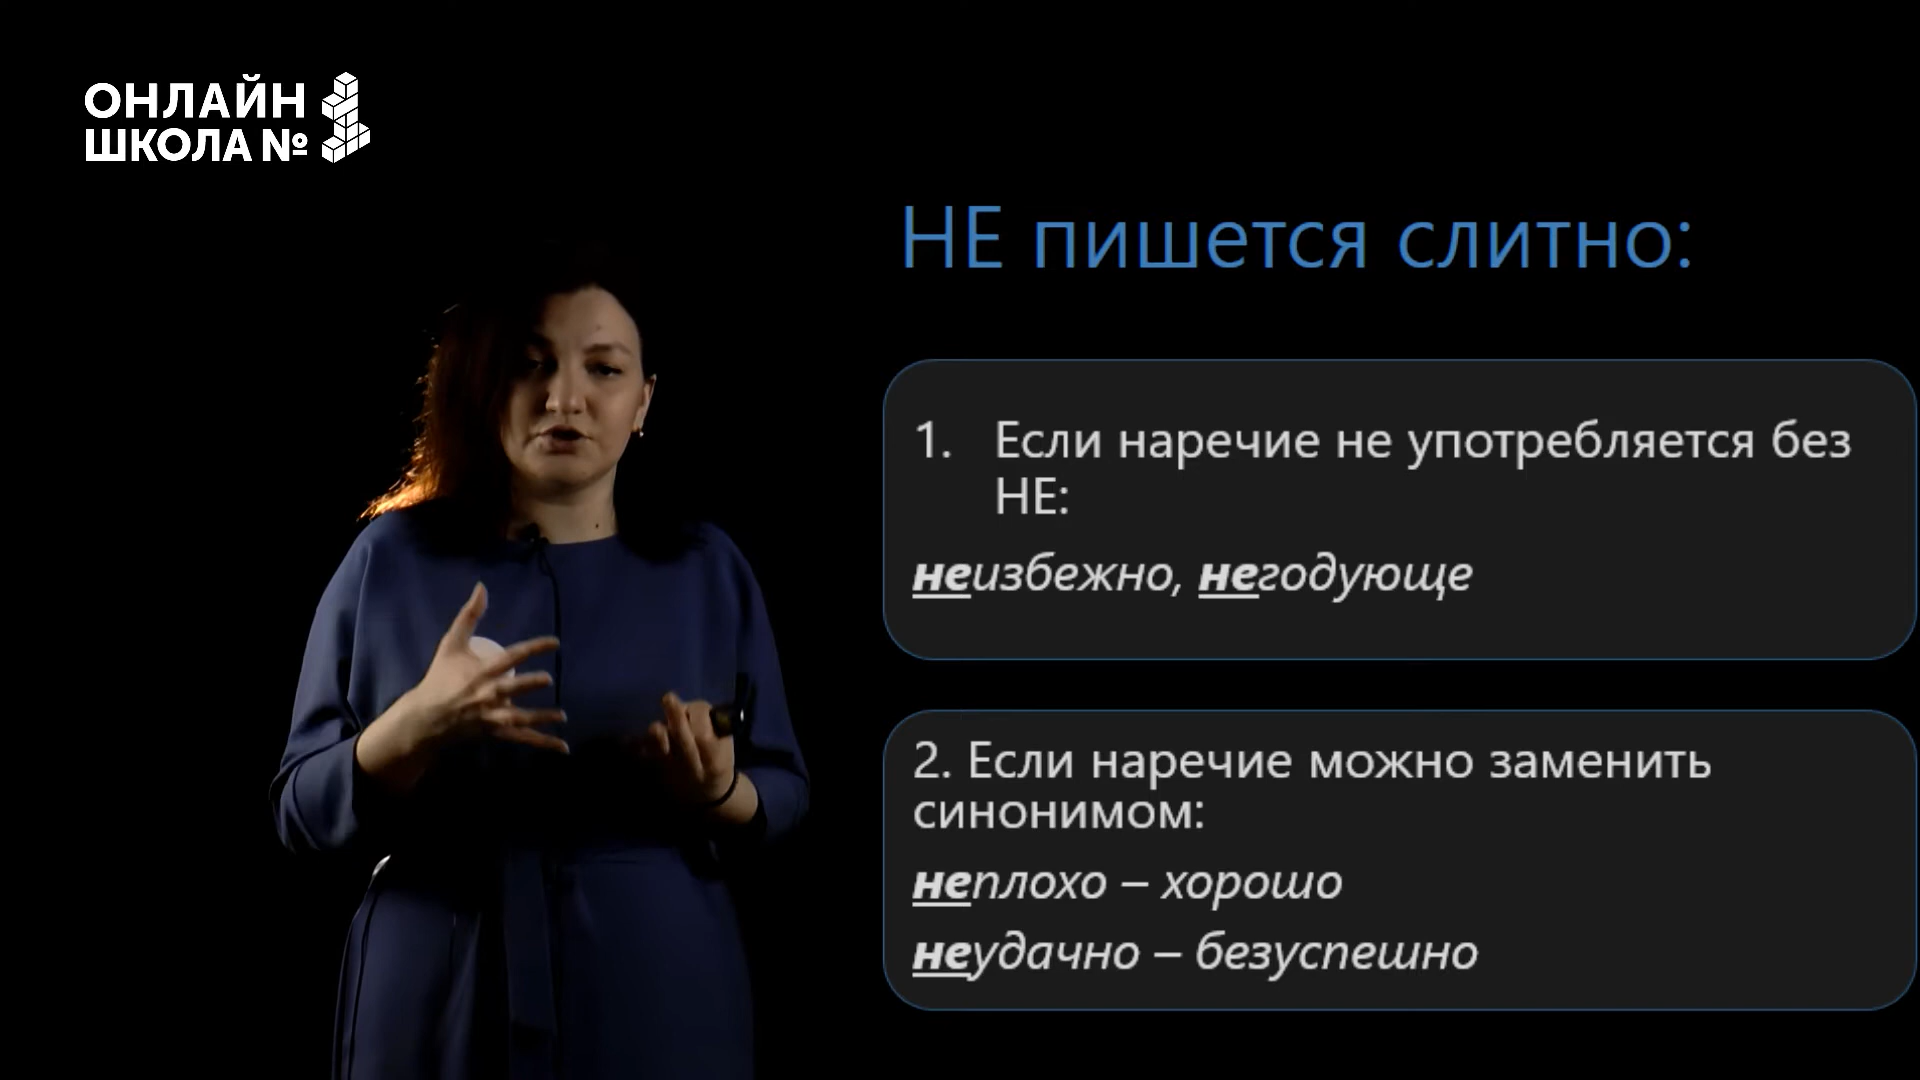 ОНЛАЙН
ШКОЛА №
НЕ пишется слитно:
1. Если наречие не употребляется без
НЕ:
неизбежно, негодующе
2. Если наречие можно заменить
синонимом:
неплохо – хорошо
неудачно – безуспешно